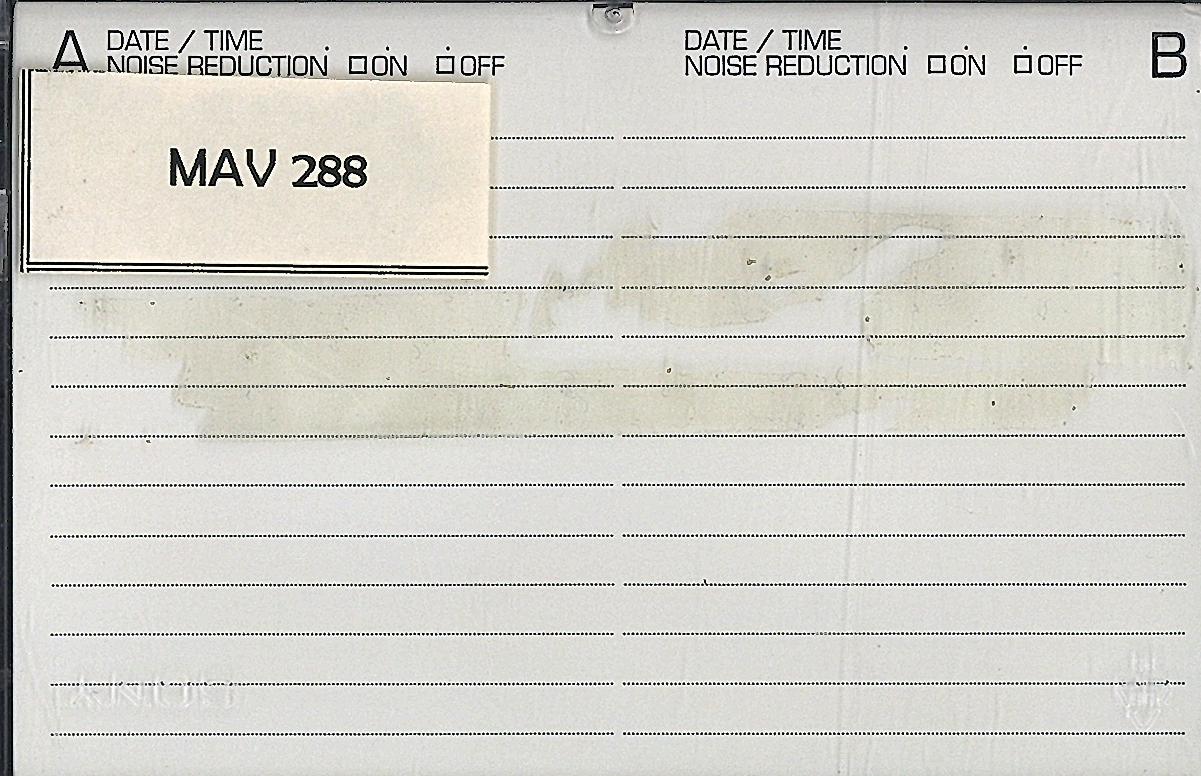 A DATE / TIME . . .
NOISE REDUCTION □ON □OFF
DATE / TIME . . . B
NOISE REDUCTION □ON □OFF
MAV 288